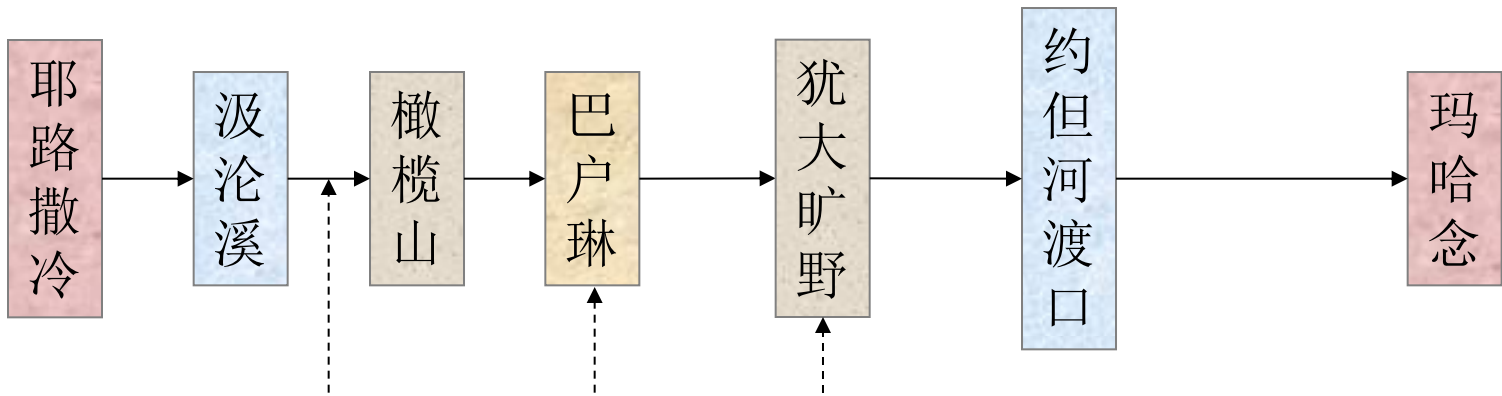 耶路撒冷
汲沦溪
橄榄山
巴户琳
犹大旷野
约但河渡口
玛哈念